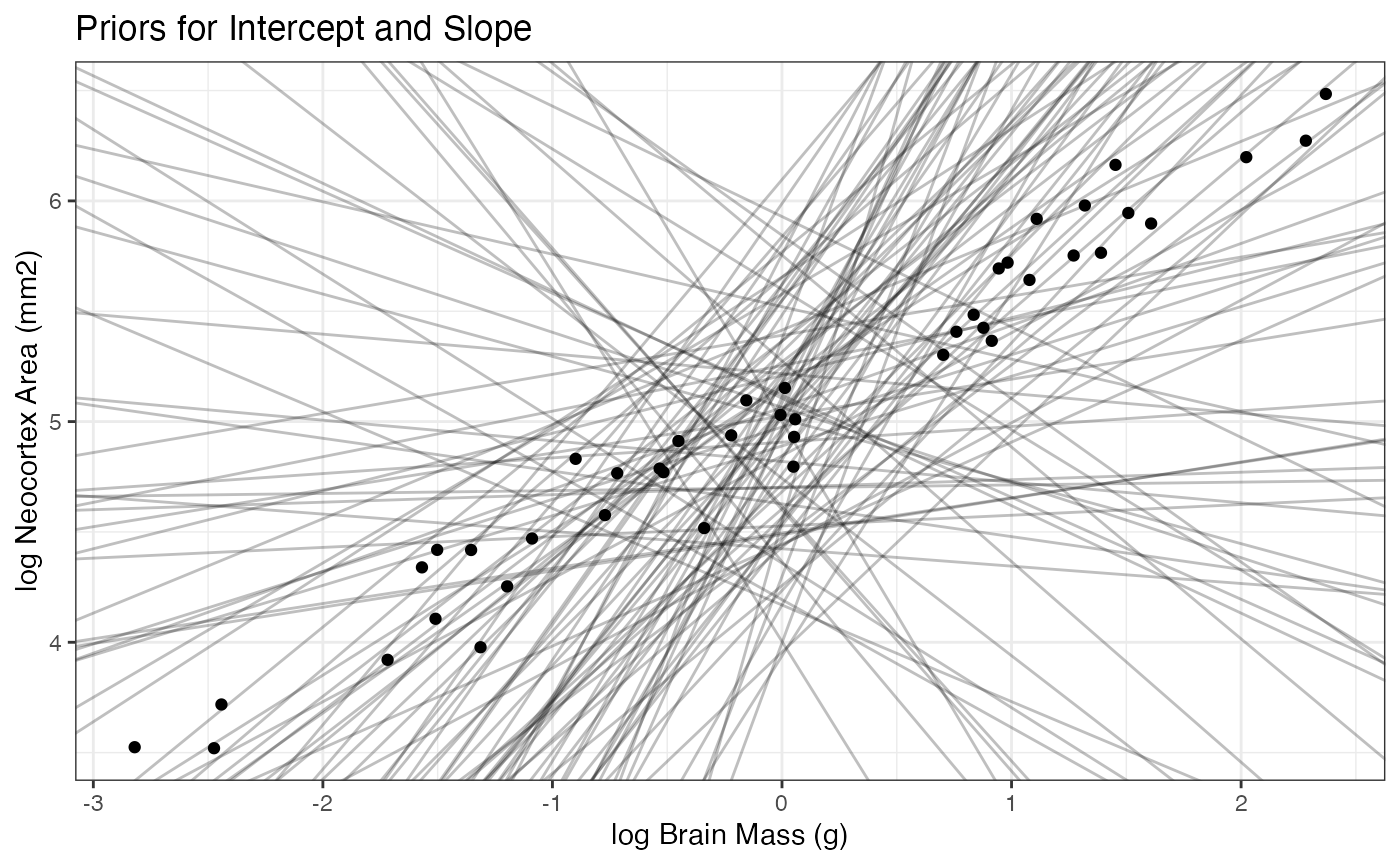 Priors for Intercept and Slope
log Neocortex Area (mm2)
6
5
4
-3 -2 -1 0 1 2
log Brain Mass (g)